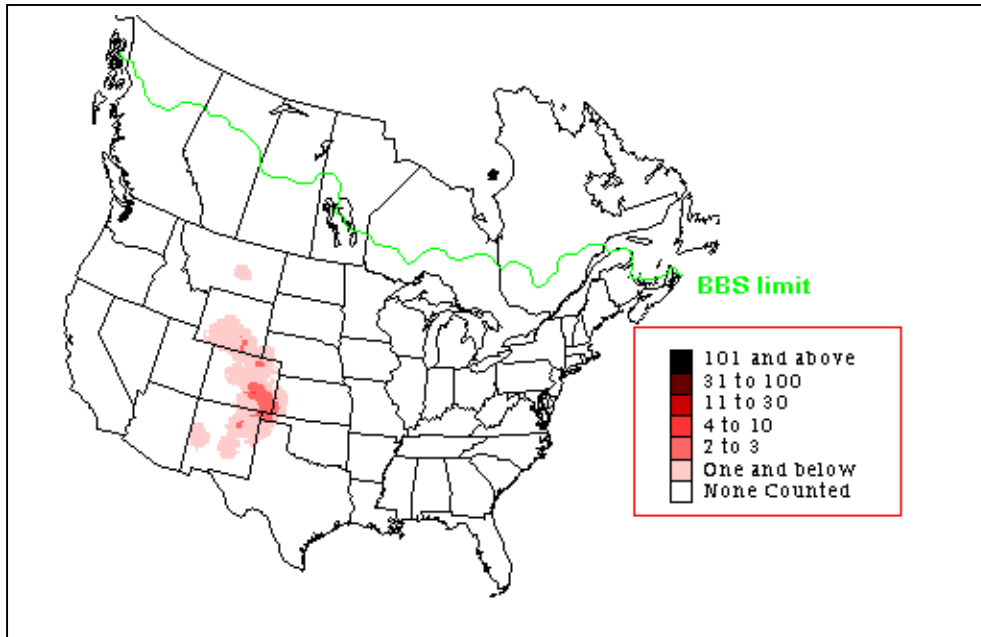 BBS limit
101 and above
31 to 100
11 to 30
4 to 10
2 to 3
One and below
None Counted